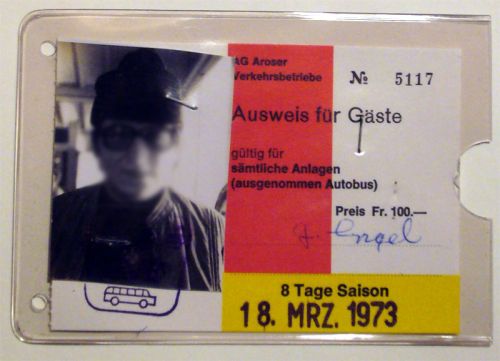 AG Aroser
Verkehrsbetriebe
№ 5117
Ausweis für Gäste
gültig für
sämtliche Anlagen
(ausgenommen Autobus)
Preis Fr. 100.—
J. Engel
8 Tage Saison
18. MRZ. 1973